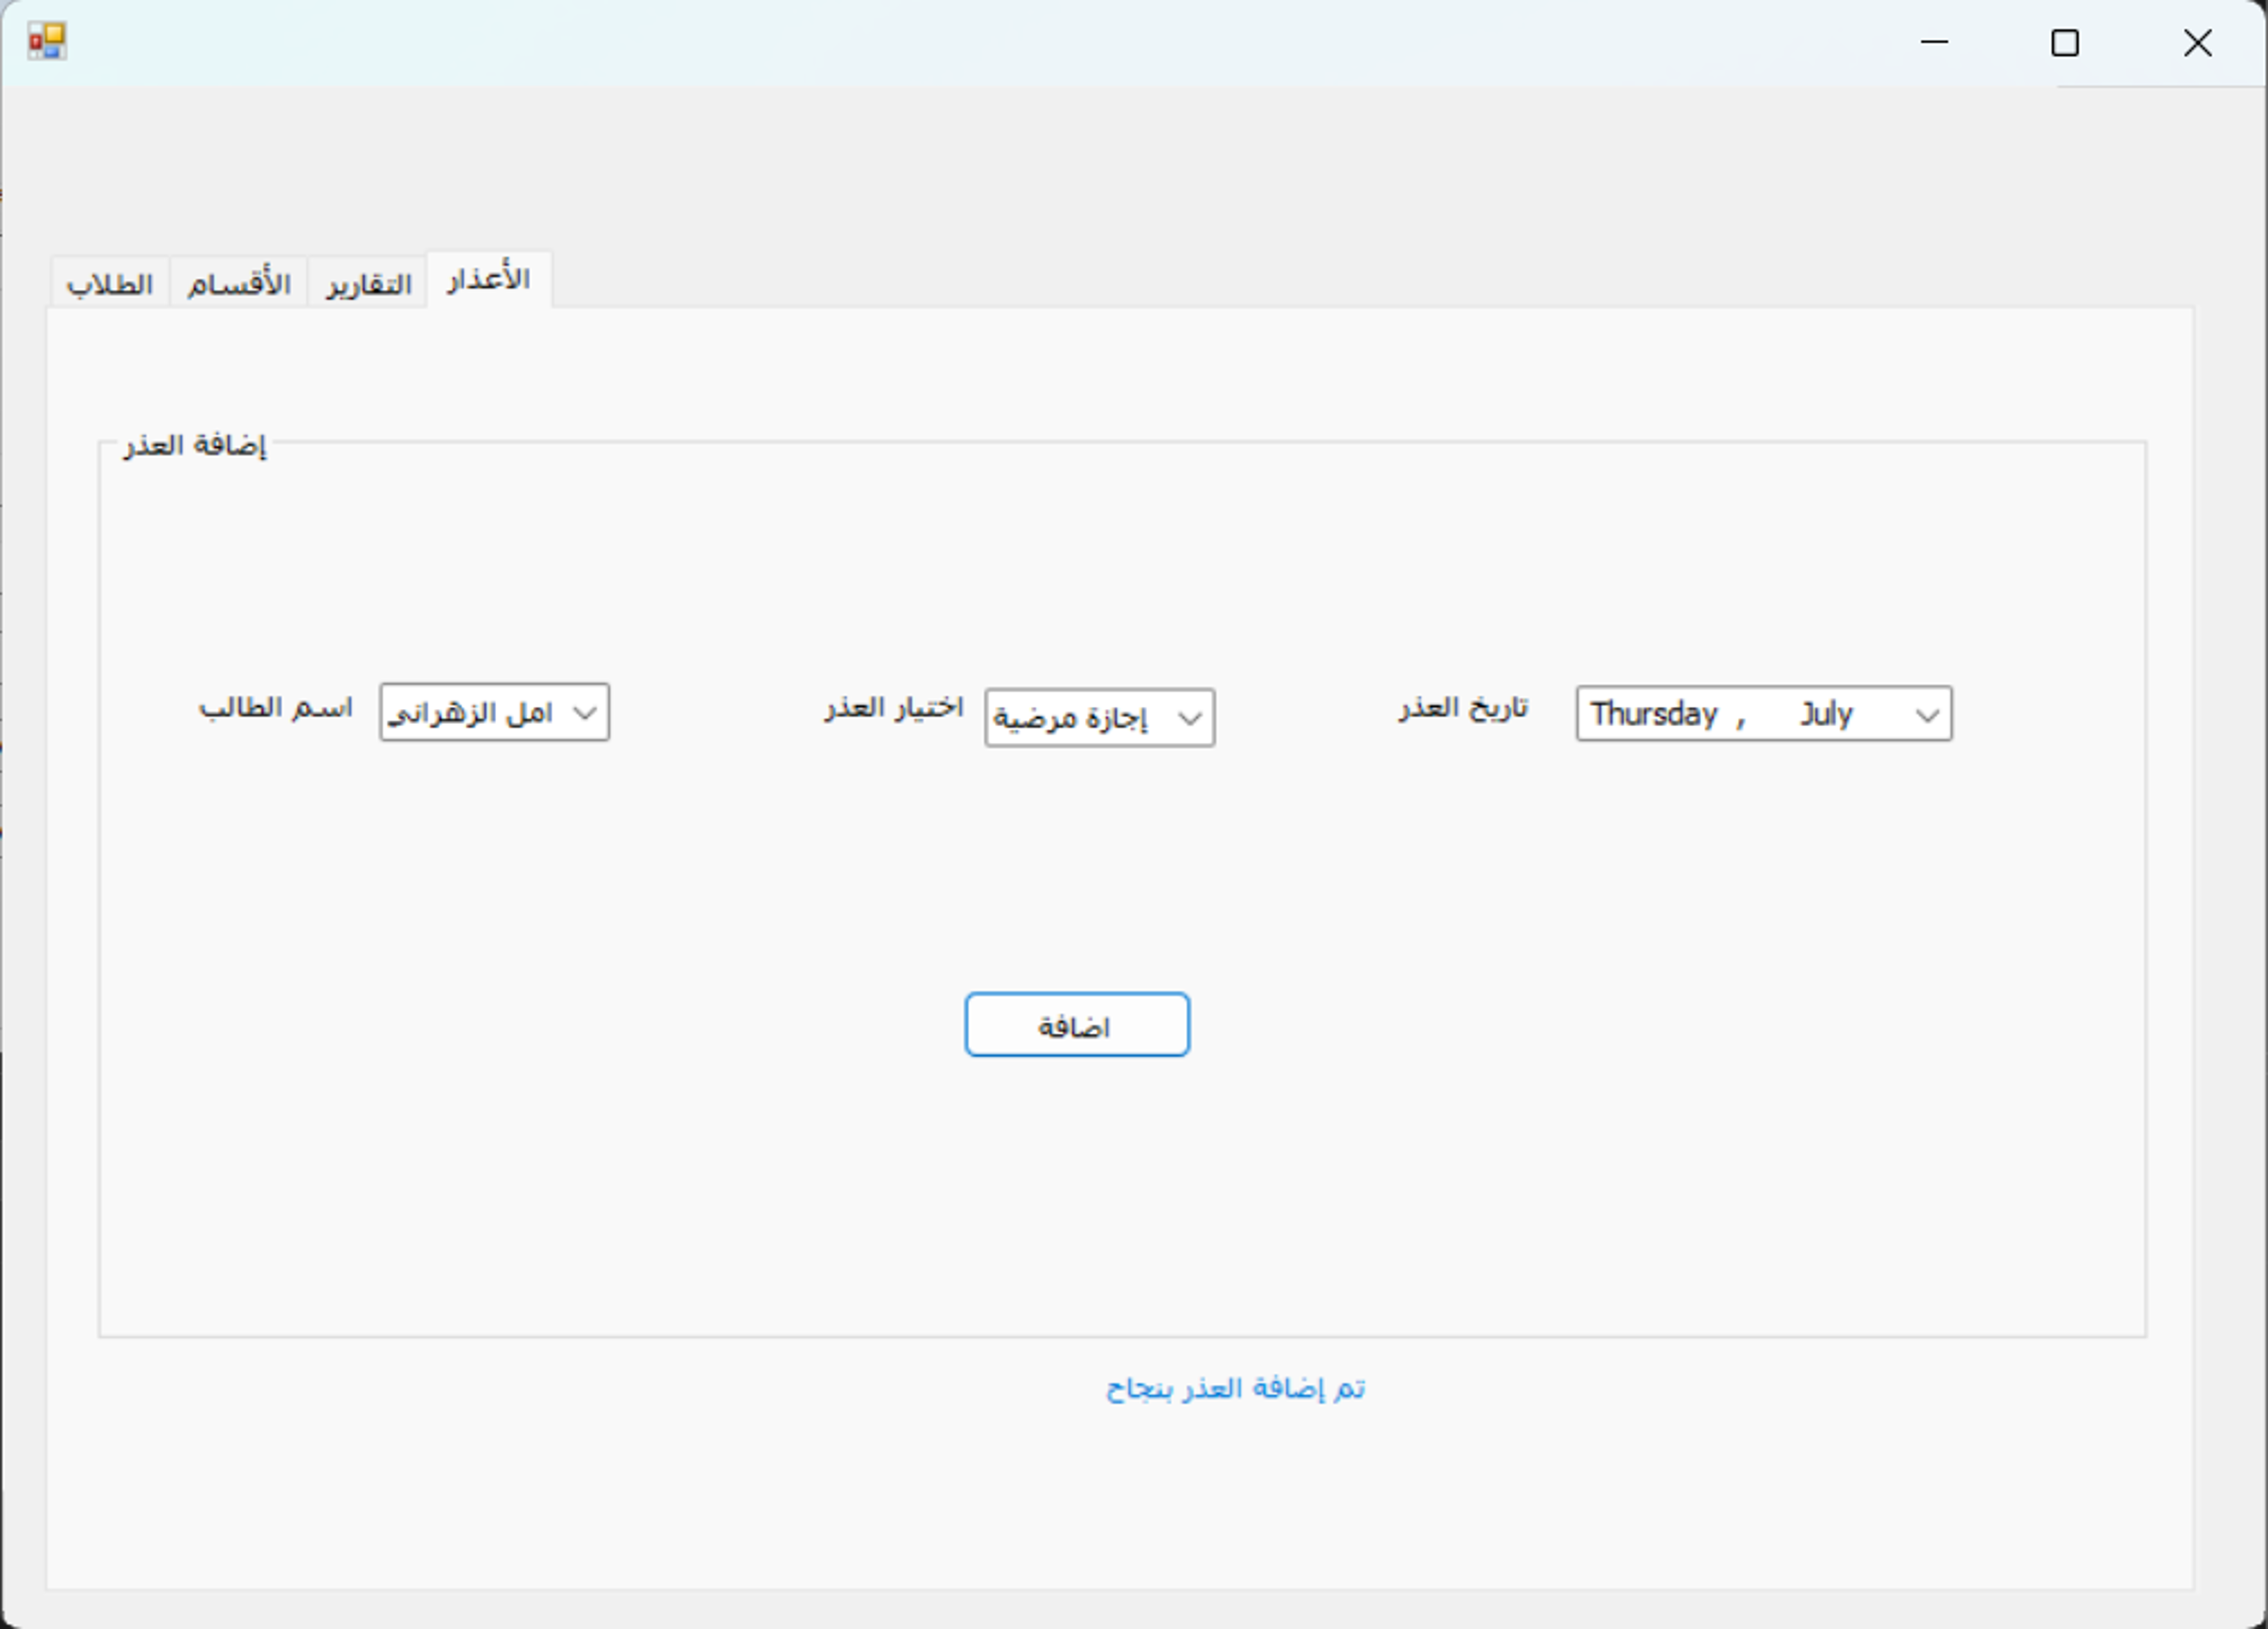 الطلاب
الأقسام
التقارير
الأعذار
إضافة العذر
اسم الطالب
امل الزهراني
اختيار العذر
إجازة مرضية
تاريخ العذر
Thursday , July
اضافة
تم إضافة العذر بنجاح